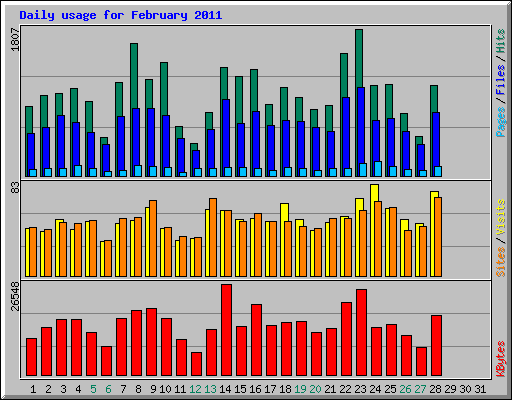 Daily usage for February 2011
1807
83
26548
Pages / Files / Hits
Sites / Visits
KBytes
1 2 3 4 5 6 7 8 9 10 11 12 13 14 15 16 17 18 19 20 21 22 23 24 25 26 27 28 29 30 31